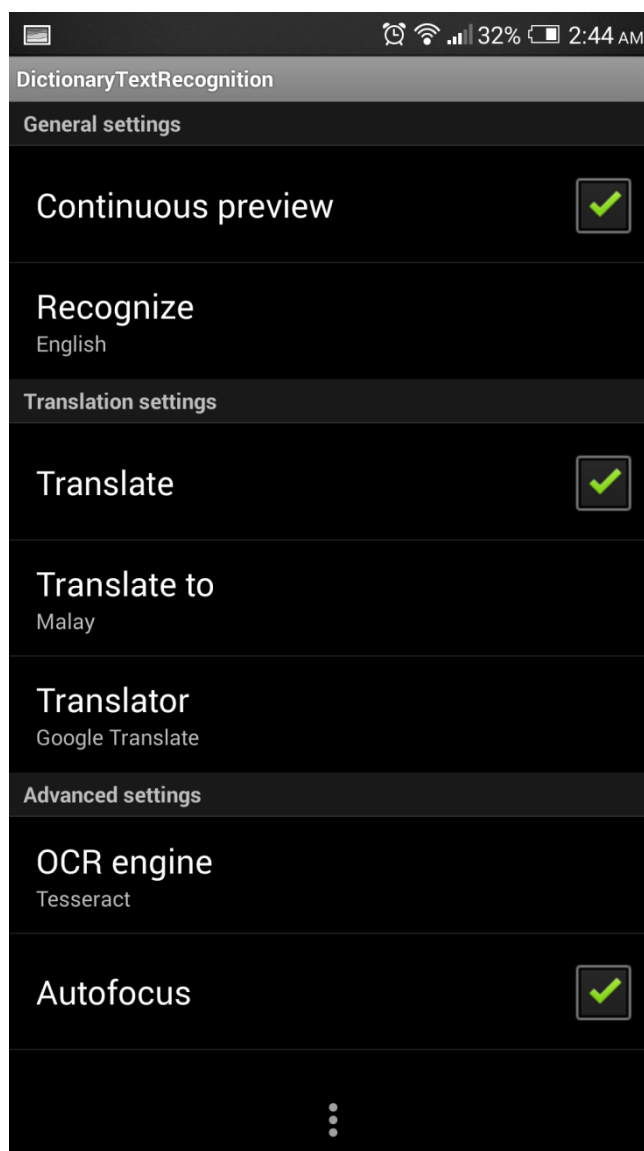 32% 2:44 AM
DictionaryTextRecognition
General settings
Continuous preview
Recognize
English
Translation settings
Translate
Translate to
Malay
Translator
Google Translate
Advanced settings
OCR engine
Tesseract
Autofocus